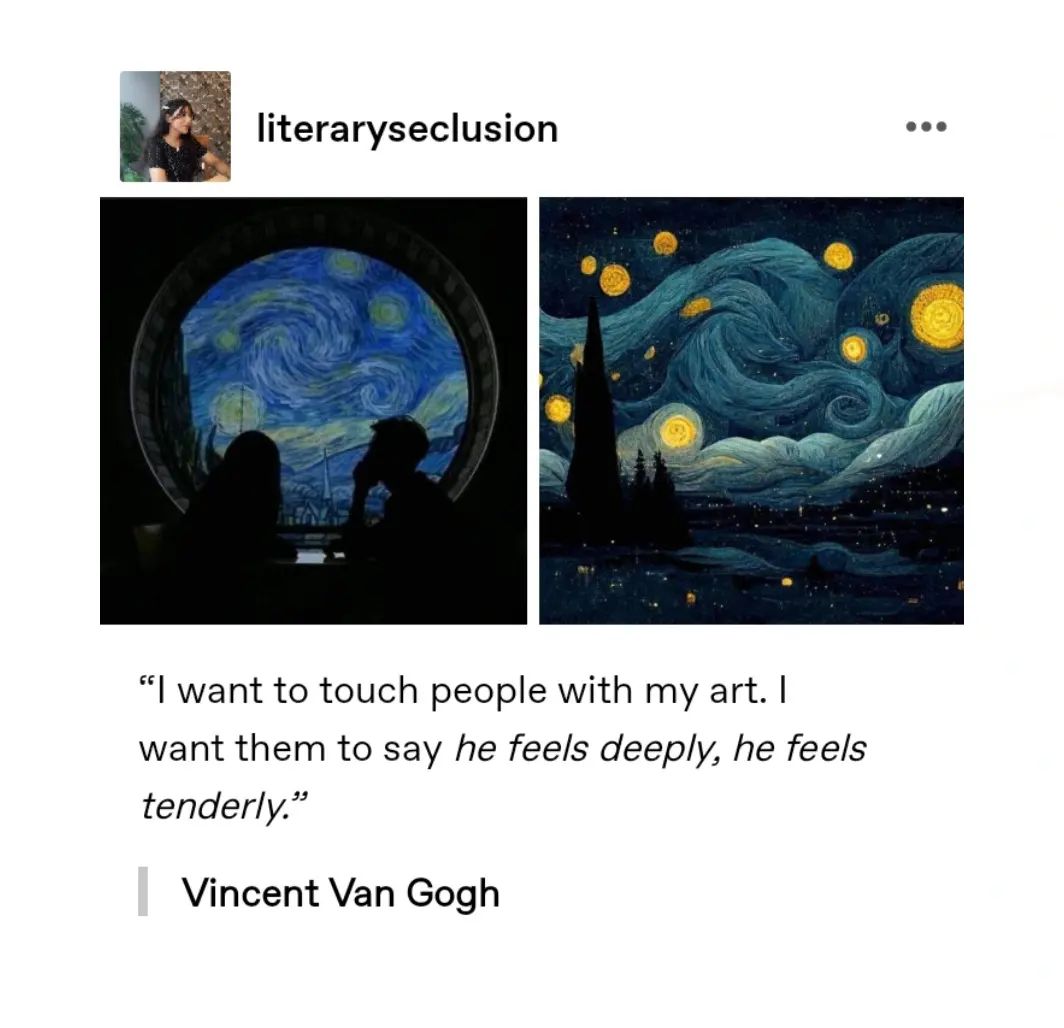 literaryseclusion
“I want to touch people with my art. I
want them to say he feels deeply, he feels
tenderly.”
Vincent Van Gogh